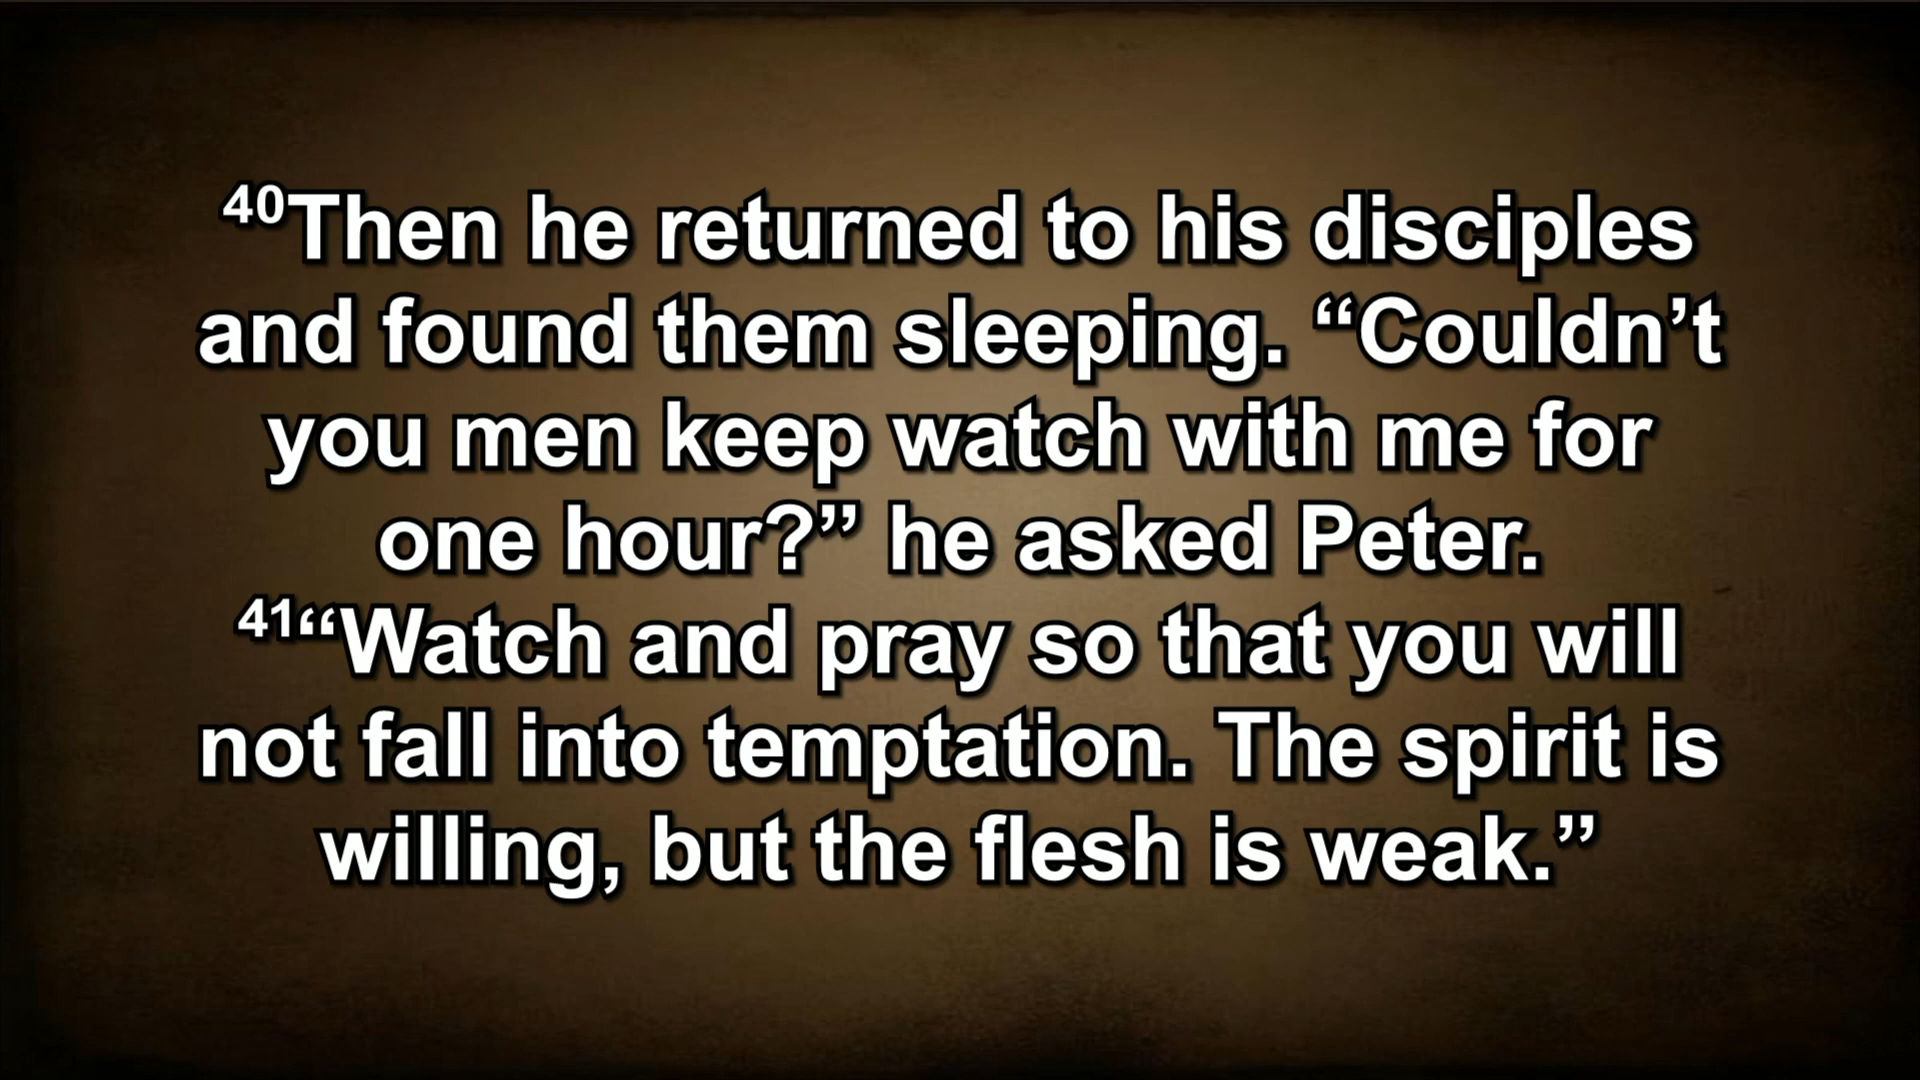 ⁴⁰Then he returned to his disciples
and found them sleeping. “Couldn’t
you men keep watch with me for
one hour?” he asked Peter.
⁴¹“Watch and pray so that you will
not fall into temptation. The spirit is
willing, but the flesh is weak.”